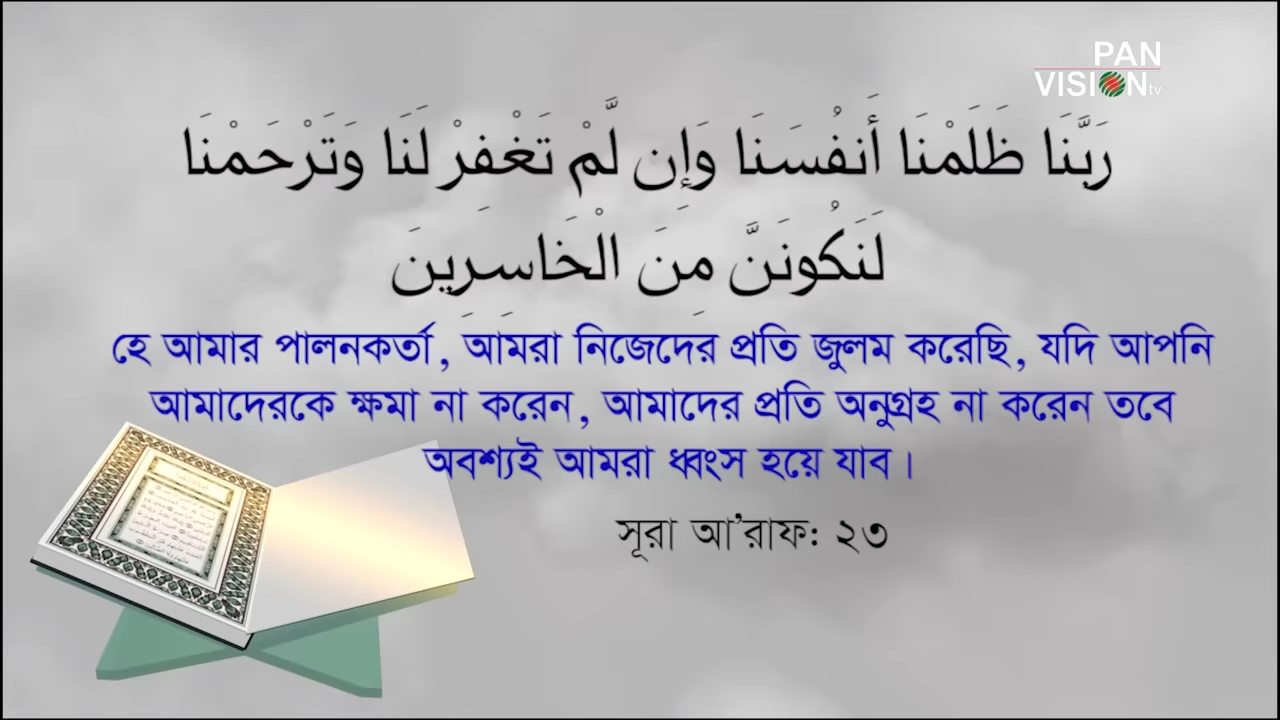 PAN
VISION tv
رَبَّنَا ظَلَمْنَا أَنفُسَنَا وَإِن لَّمْ تَغْفِرْ لَنَا وَتَرْحَمْنَا
لَنَكُونَنَّ مِنَ الْخَاسِرِينَ
হে আমার পালনকর্তা, আমরা নিজেদের প্রতি জুলম করেছি, যদি আপনি
আমাদেরকে ক্ষমা না করেন, আমাদের প্রতি অনুগ্রহ না করেন তবে
অবশ্যই আমরা ধ্বংস হয়ে যাব।
সূরা আ'রাফ: ২৩